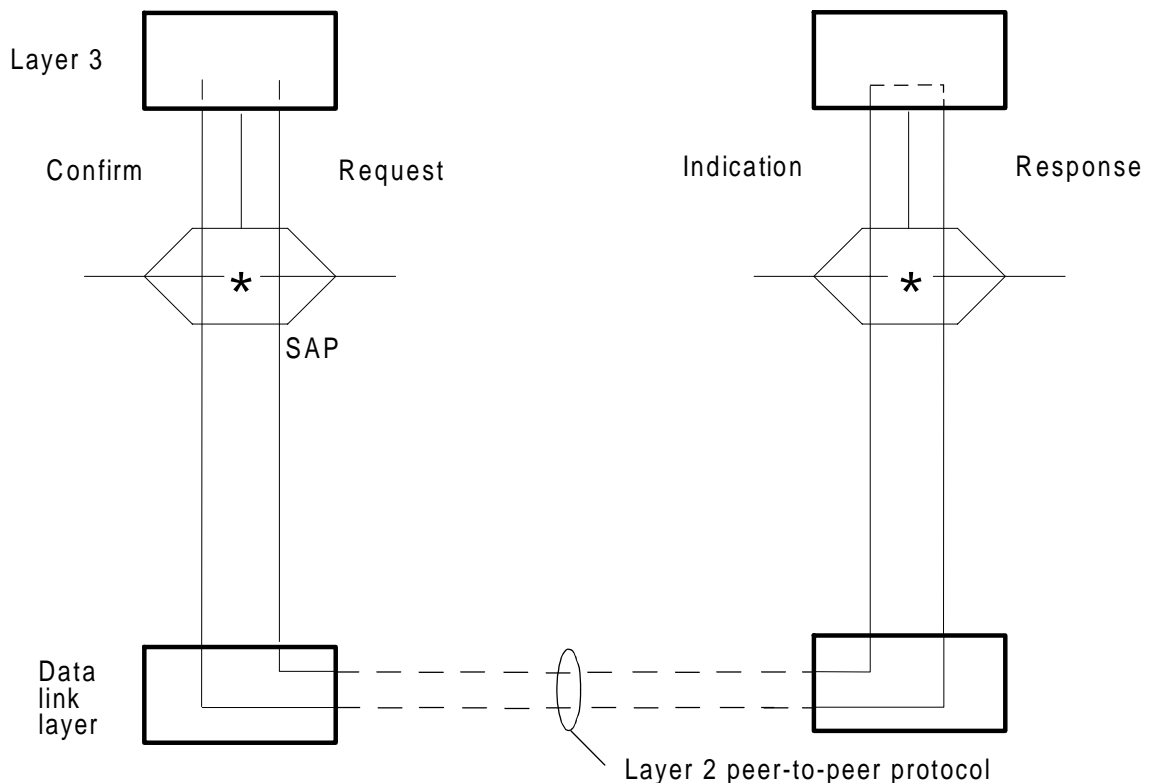 Layer 3
Confirm
Request
Indication
Response
*
*
SAP
Data
link
layer
Layer 2 peer-to-peer protocol